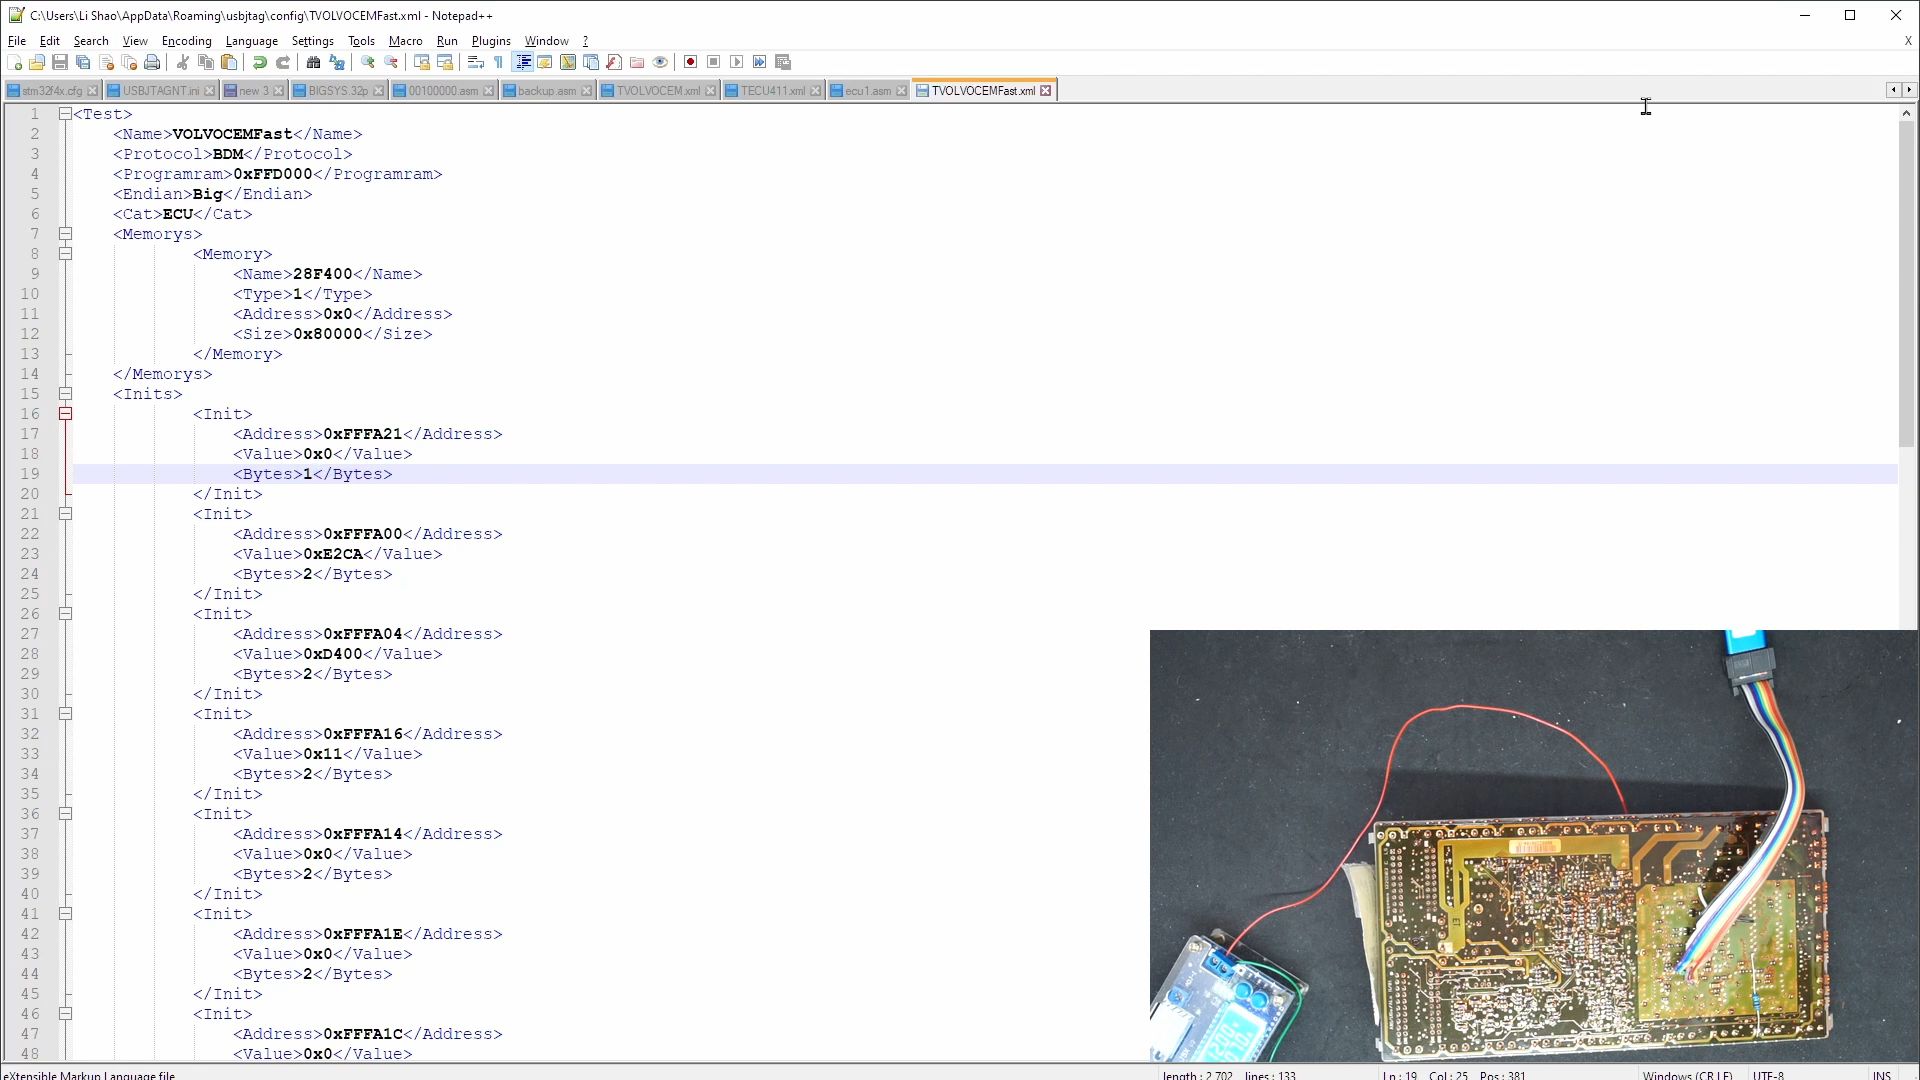 C:\Users\Li Shao\AppData\Roaming\usbjtag\config\TVOLVOCEMFast.xml - Notepad++
File Edit Search View Encoding Language Settings Tools Macro Run Plugins Window ? X
stm32f4x.cfg USBJTAGNT.ini new 3 BIGSYS.32p 00100000.asm backup.asm TVOLVOCEM.xml TECU411.xml ecu1.asm TVOLVOCEMFast.xml
1 <Test>
2 <Name>VOLVOCEMFast</Name>
3 <Protocol>BDM</Protocol>
4 <Programram>0xFFD000</Programram>
5 <Endian>Big</Endian>
6 <Cat>ECU</Cat>
7 <Memorys>
8 <Memory>
9 <Name>28F400</Name>
10 <Type>1</Type>
11 <Address>0x0</Address>
12 <Size>0x80000</Size>
13 </Memory>
14 </Memorys>
15 <Inits>
16 <Init>
17 <Address>0xFFFA21</Address>
18 <Value>0x0</Value>
19 <Bytes>1</Bytes>
20 </Init>
21 <Init>
22 <Address>0xFFFA00</Address>
23 <Value>0xE2CA</Value>
24 <Bytes>2</Bytes>
25 </Init>
26 <Init>
27 <Address>0xFFFA04</Address>
28 <Value>0xD400</Value>
29 <Bytes>2</Bytes>
30 </Init>
31 <Init>
32 <Address>0xFFFA16</Address>
33 <Value>0x11</Value>
34 <Bytes>2</Bytes>
35 </Init>
36 <Init>
37 <Address>0xFFFA14</Address>
38 <Value>0x0</Value>
39 <Bytes>2</Bytes>
40 </Init>
41 <Init>
42 <Address>0xFFFA1E</Address>
43 <Value>0x0</Value>
44 <Bytes>2</Bytes>
45 </Init>
46 <Init>
47 <Address>0xFFFA1C</Address>
48 <Value>0x0</Value>
eXtensible Markup Language file length : 2,702 lines : 133 Ln : 19 Col : 25 Pos : 381 Windows (CR LF) UTF-8 INS